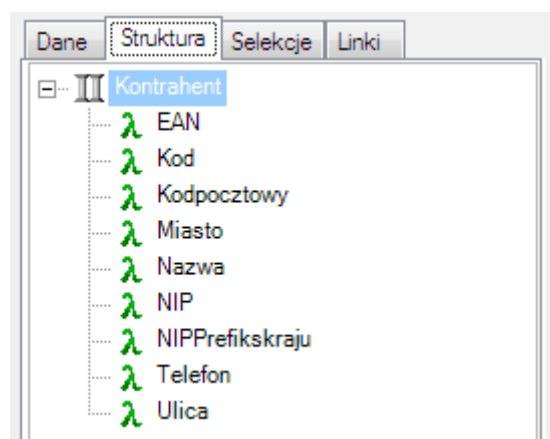 Dane Struktura Selekcje Linki
Kontrahent
λ EAN
λ Kod
λ Kodpocztowy
λ Miasto
λ Nazwa
λ NIP
λ NIPPrefikskraju
λ Telefon
λ Ulica